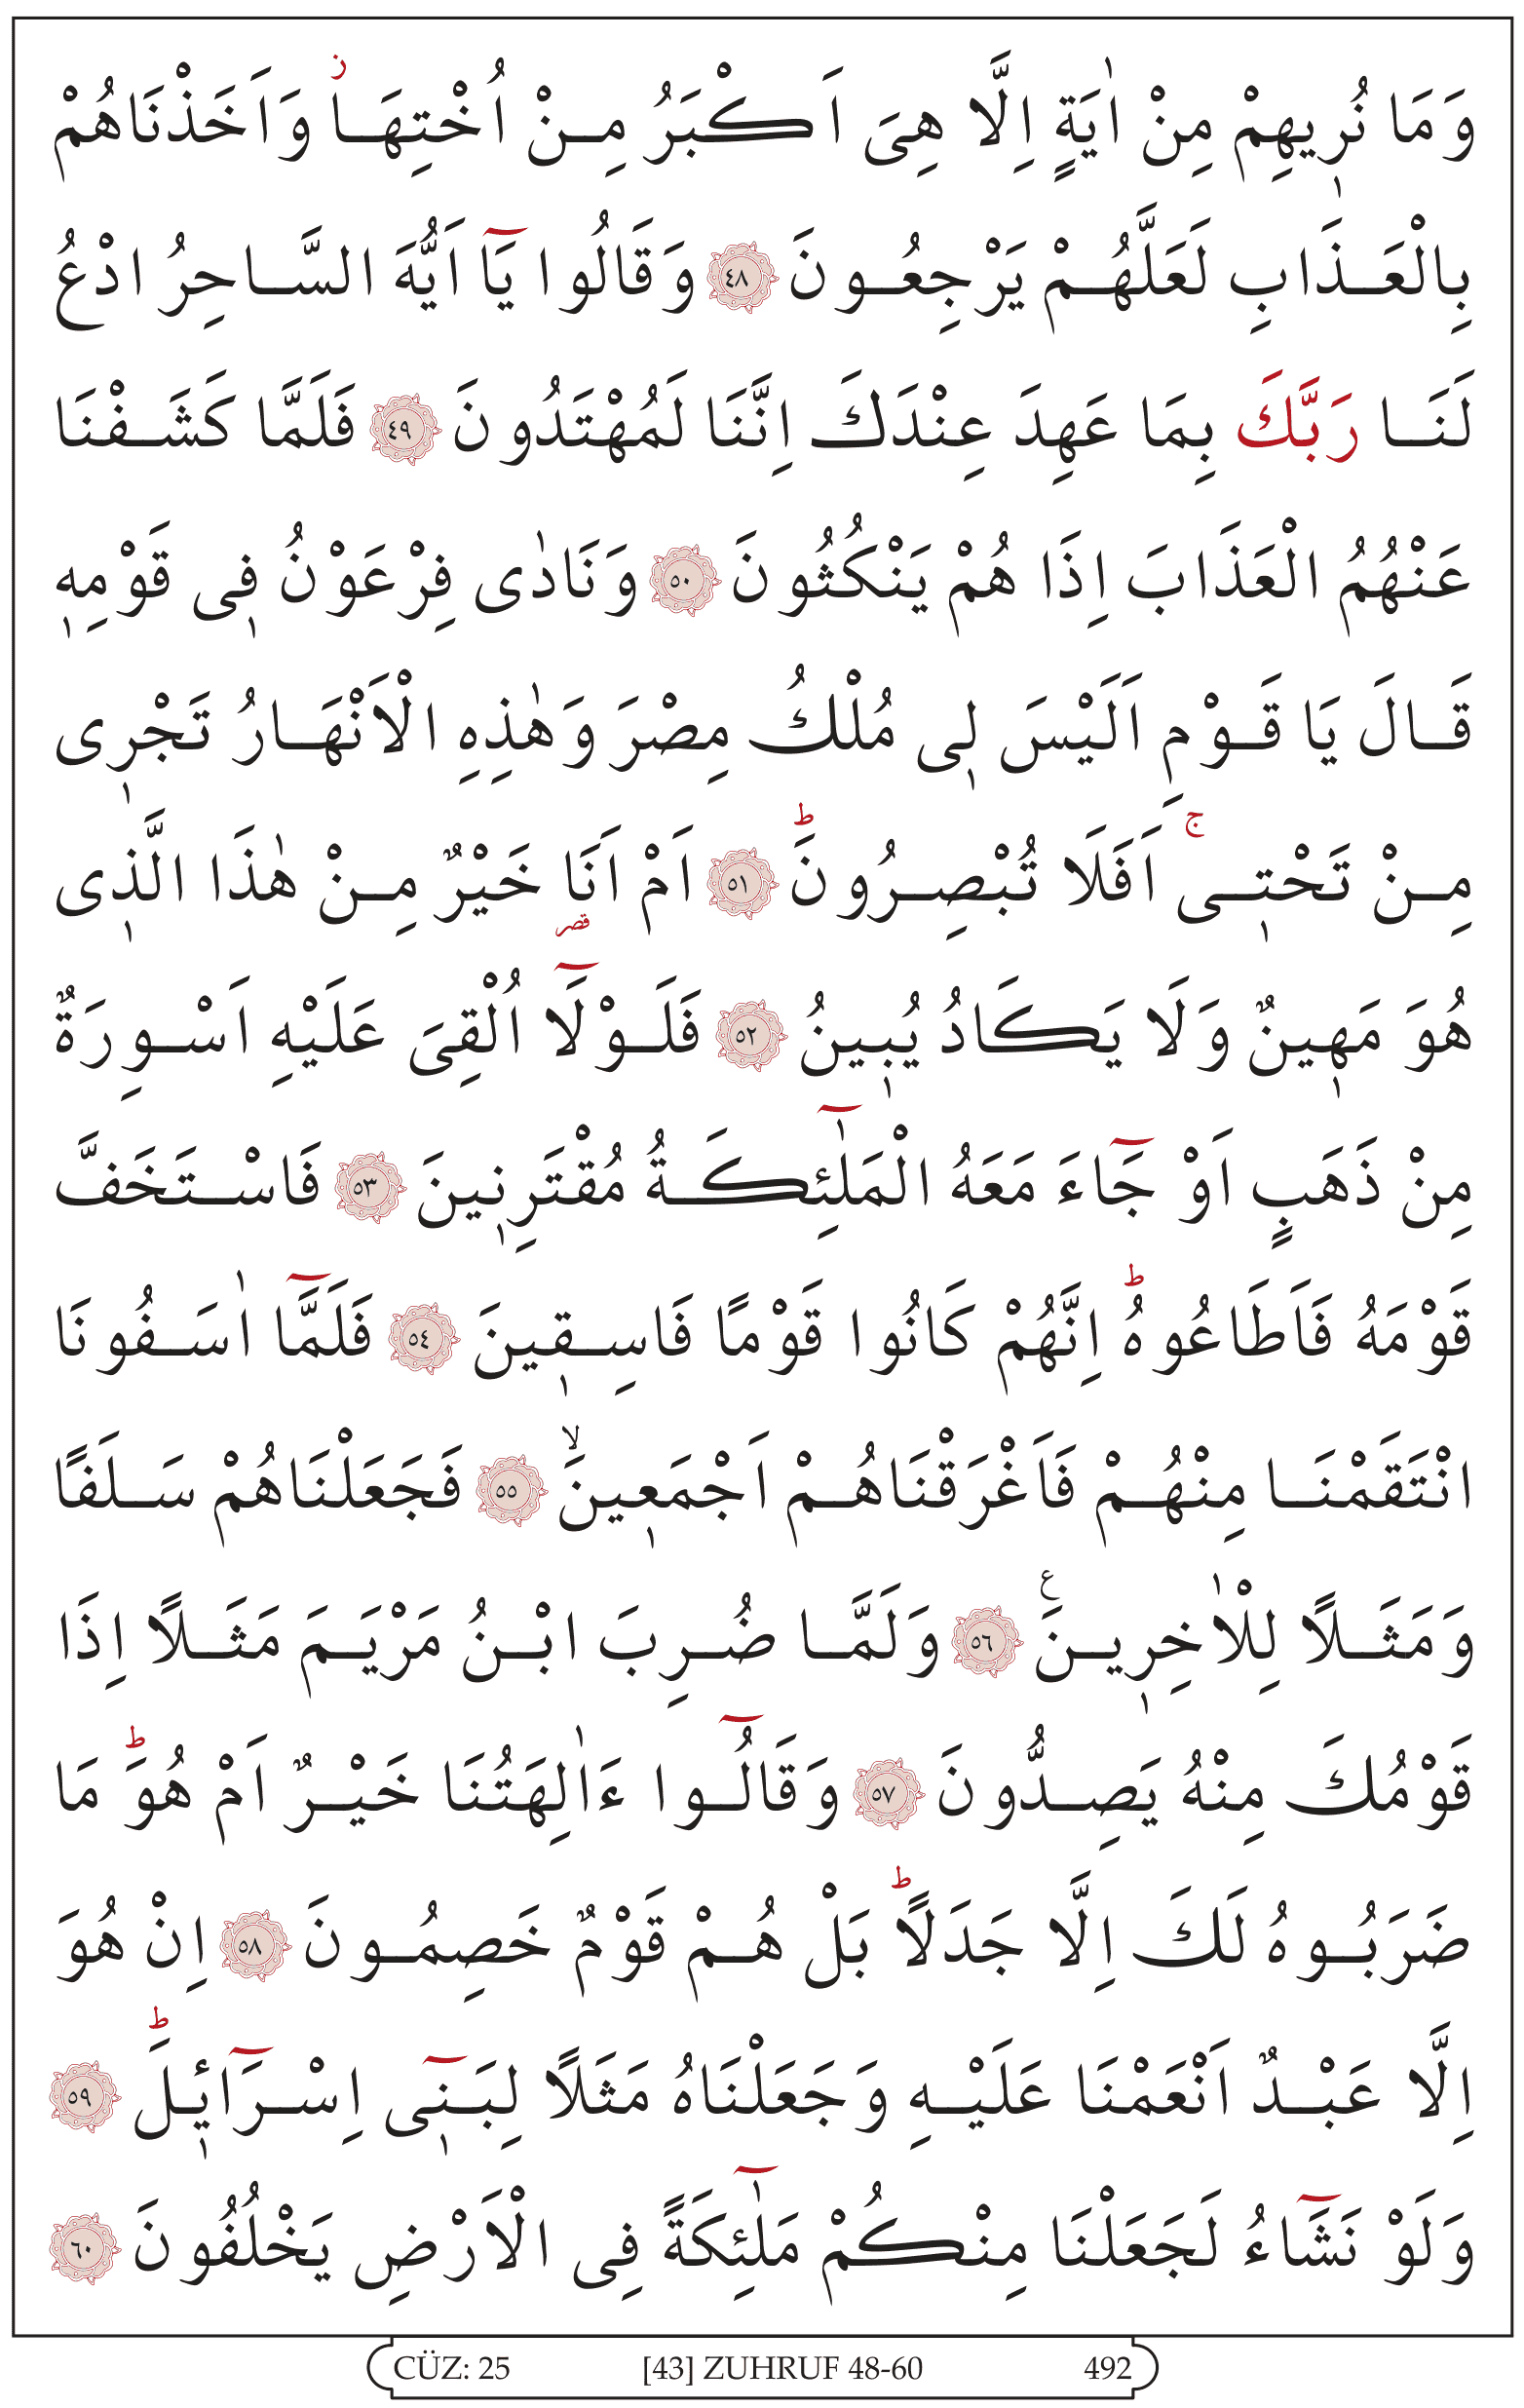 وَمَا نُر۪يهِمْ مِنْ اٰيَةٍ اِلَّا هِيَ اَكْبَرُ مِنْ اُخْتِهَاۘ وَاَخَذْنَاهُمْ
بِالْعَذَابِ لَعَلَّهُمْ يَرْجِعُونَ ﴿٤٨﴾ وَقَالُوا يَٓا اَيُّهَ السَّاحِرُ ادْعُ
لَنَا رَبَّكَ بِمَا عَهِدَ عِنْدَكَ اِنَّنَا لَمُهْتَدُونَ ﴿٤٩﴾ فَلَمَّا كَشَفْنَا
عَنْهُمُ الْعَذَابَ اِذَا هُمْ يَنْكُثُونَ ﴿٥٠﴾ وَنَادٰى فِرْعَوْنُ ف۪ي قَوْمِه۪
قَالَ يَا قَوْمِ اَلَيْسَ ل۪ي مُلْكُ مِصْرَ وَهٰذِهِ الْاَنْهَارُ تَجْر۪ي
مِنْ تَحْت۪يۚ اَفَلَا تُبْصِرُونَۜ ﴿٥١﴾ اَمْ اَنَا۬ خَيْرٌ مِنْ هٰذَا الَّذ۪ي
قصر
هُوَ مَه۪ينٌ وَلَا يَكَادُ يُب۪ينُ ﴿٥٢﴾ فَلَوْلَٓا اُلْقِيَ عَلَيْهِ اَسْوِرَةٌ
مِنْ ذَهَبٍ اَوْ جَٓاءَ مَعَهُ الْمَلٰٓئِكَةُ مُقْتَرِن۪ينَ ﴿٥٣﴾ فَاسْتَخَفَّ
قَوْمَهُ فَاَطَاعُوهُۜ اِنَّهُمْ كَانُوا قَوْمًا فَاسِق۪ينَ ﴿٥٤﴾ فَلَمَّٓا اٰسَفُونَا
انْتَقَمْنَا مِنْهُمْ فَاَغْرَقْنَاهُمْ اَجْمَع۪ينَۙ ﴿٥٥﴾ فَجَعَلْنَاهُمْ سَلَفًا
وَمَثَلًا لِلْاٰخِر۪ينَ۟ ﴿٥٦﴾ وَلَمَّا ضُرِبَ ابْنُ مَرْيَمَ مَثَلًا اِذَا
قَوْمُكَ مِنْهُ يَصِدُّونَ ﴿٥٧﴾ وَقَالُٓوا ءَاٰلِهَتُنَا خَيْرٌ اَمْ هُوَۜ مَا
ضَرَبُوهُ لَكَ اِلَّا جَدَلًاۜ بَلْ هُمْ قَوْمٌ خَصِمُونَ ﴿٥٨﴾ اِنْ هُوَ
اِلَّا عَبْدٌ اَنْعَمْنَا عَلَيْهِ وَجَعَلْنَاهُ مَثَلًا لِبَن۪ٓي اِسْرَٓاء۪يلَۜ ﴿٥٩﴾
وَلَوْ نَشَٓاءُ لَجَعَلْنَا مِنْكُمْ مَلٰٓئِكَةً فِي الْاَرْضِ يَخْلُفُونَ ﴿٦٠﴾
CÜZ: 25 [43] ZUHRUF 48-60 492